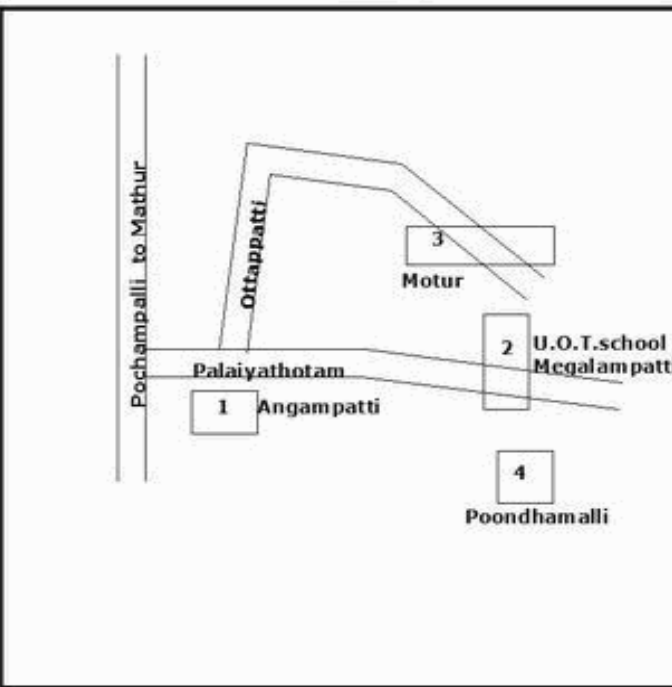 Pochampalli to Mathur
Ottappatti
3
Motur
2
U.O.T.school
Megalampatt
Palaiyathotam
1
Angampatti
4
Poondhamalli